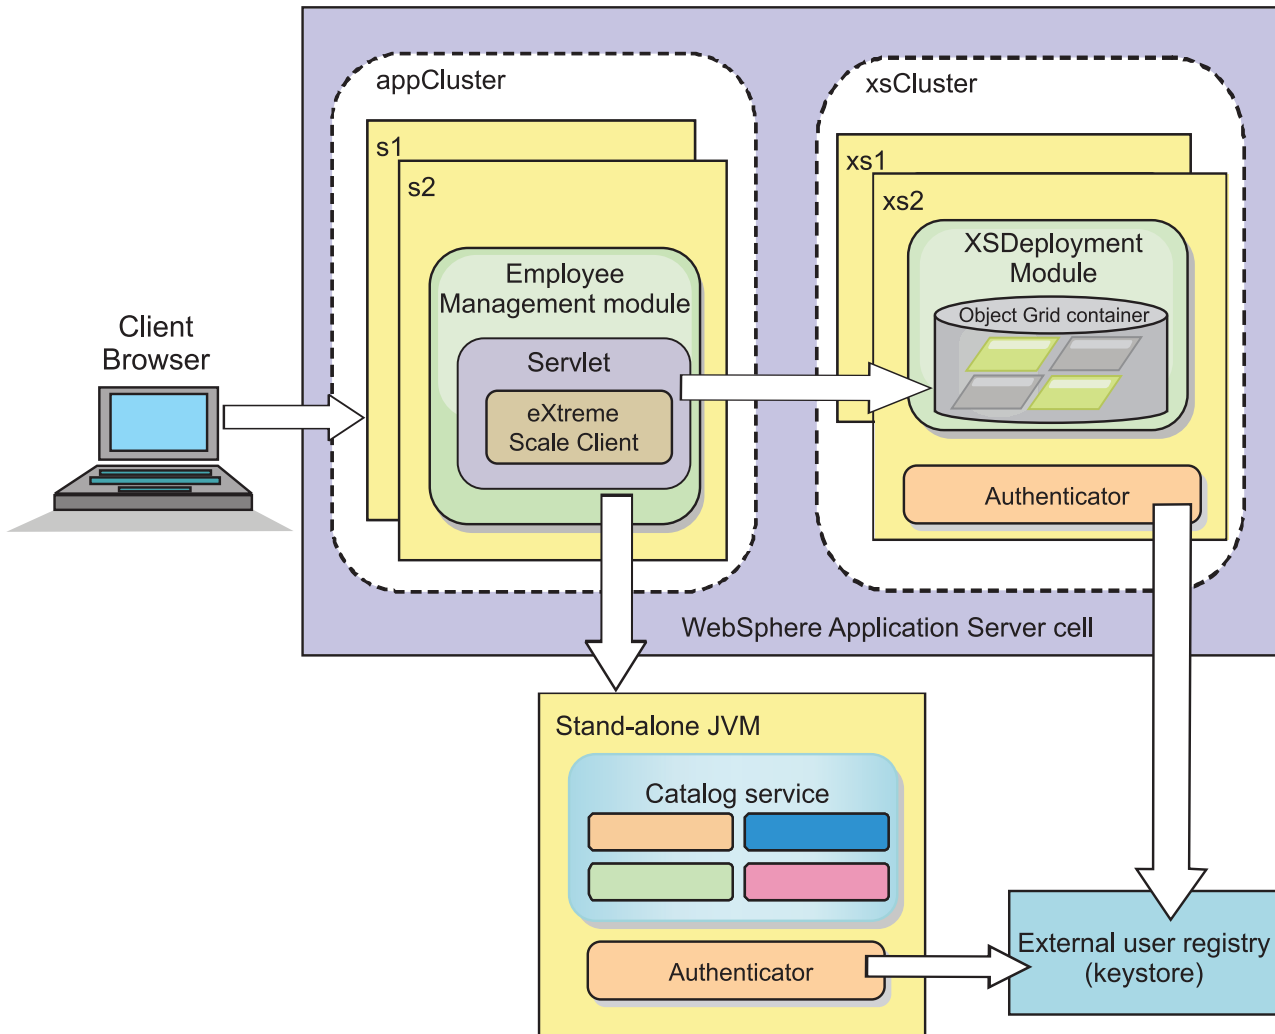 appCluster
xsCluster
s1
s2
xs1
xs2
Employee
Management module
Servlet
eXtreme
Scale Client
XSDeployment
Module
Object Grid container
Authenticator
Client
Browser
WebSphere Application Server cell
Stand-alone JVM
Catalog service
Authenticator
External user registry
(keystore)